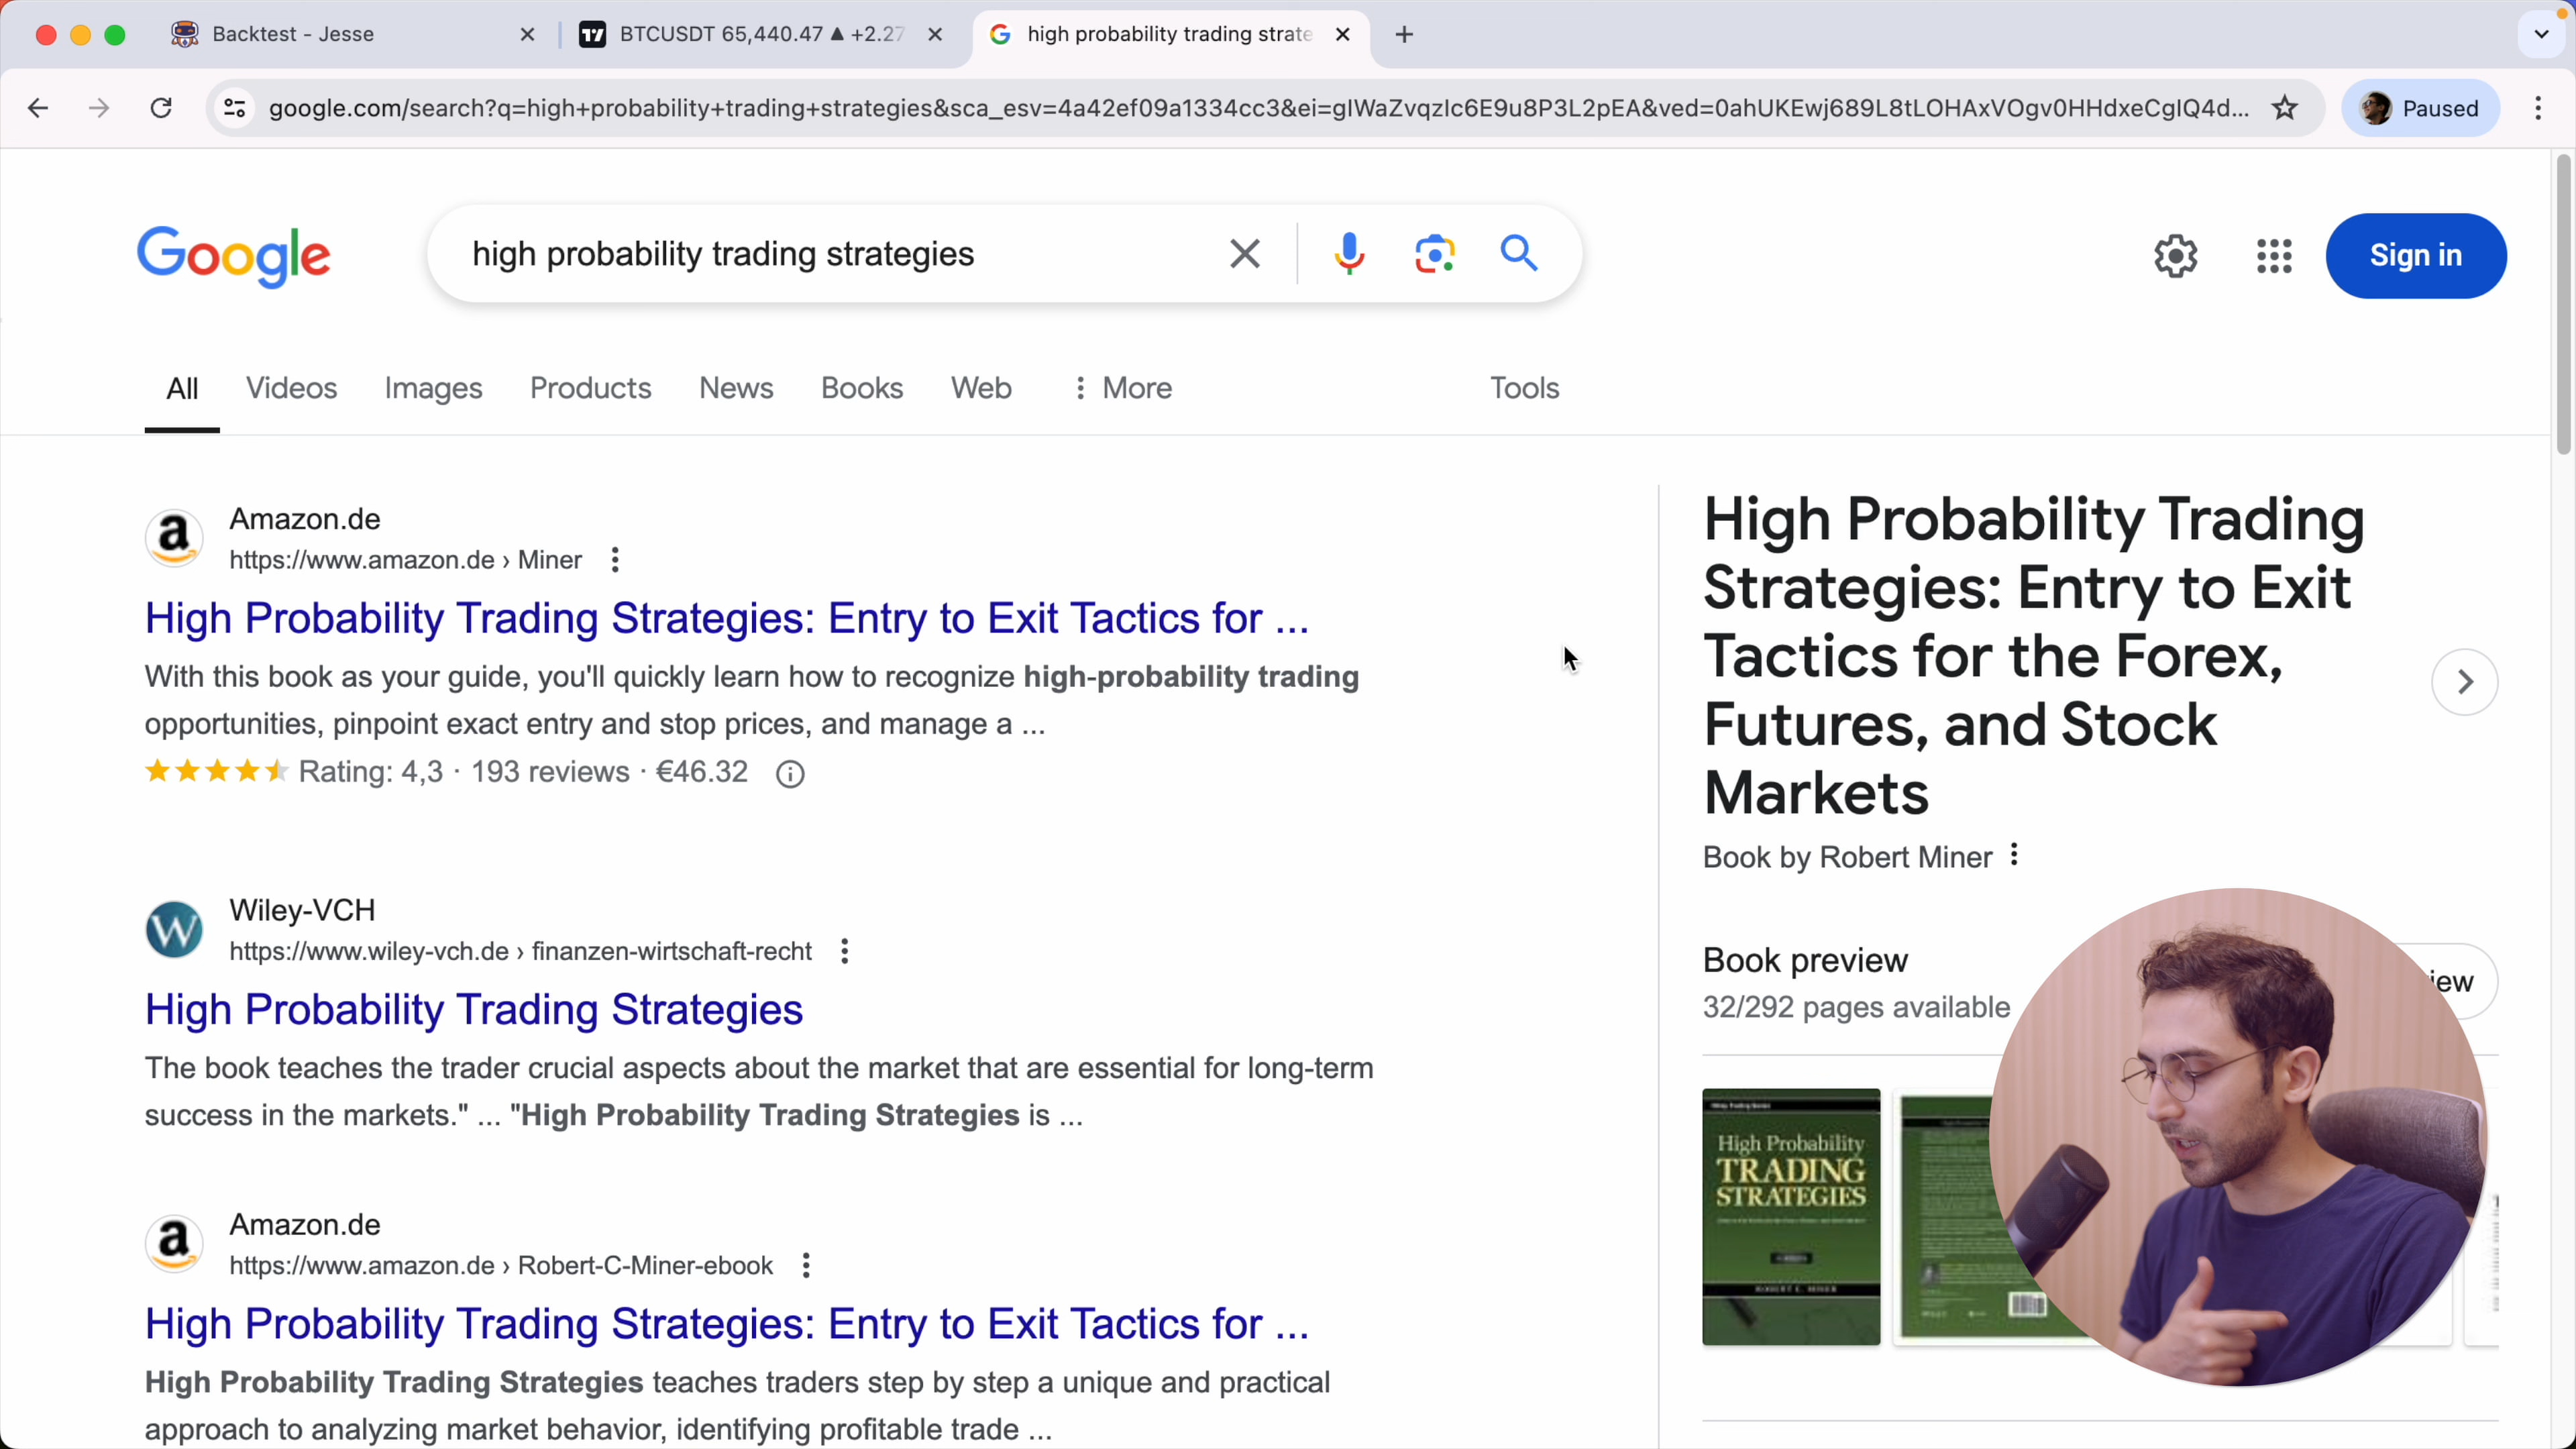 Backtest - Jesse
BTCUSDT 65,440.47 ▲ +2.27
high probability trading strate
google.com/search?q=high+probability+trading+strategies&sca_esv=4a42ef09a1334cc3&ei=gIWaZvqzIc6E9u8P3L2pEA&ved=0ahUKEwj689L8tLOHAxVOgv0HHdxeCgIQ4d...
Paused
Google
high probability trading strategies
Sign in
All
Videos
Images
Products
News
Books
Web
More
Tools
Amazon.de
https://www.amazon.de › Miner
High Probability Trading Strategies: Entry to Exit Tactics for ...
With this book as your guide, you'll quickly learn how to recognize high-probability trading
opportunities, pinpoint exact entry and stop prices, and manage a ...
Rating: 4,3 · 193 reviews · €46.32
Wiley-VCH
https://www.wiley-vch.de › finanzen-wirtschaft-recht
High Probability Trading Strategies
The book teaches the trader crucial aspects about the market that are essential for long-term
success in the markets." ... "High Probability Trading Strategies is ...
Amazon.de
https://www.amazon.de › Robert-C-Miner-ebook
High Probability Trading Strategies: Entry to Exit Tactics for ...
High Probability Trading Strategies teaches traders step by step a unique and practical
approach to analyzing market behavior, identifying profitable trade ...
High Probability Trading
Strategies: Entry to Exit
Tactics for the Forex,
Futures, and Stock
Markets
Book by Robert Miner
Book preview
32/292 pages available
iew
High Probability
TRADING
STRATEGIES
ROBERT C. MINER